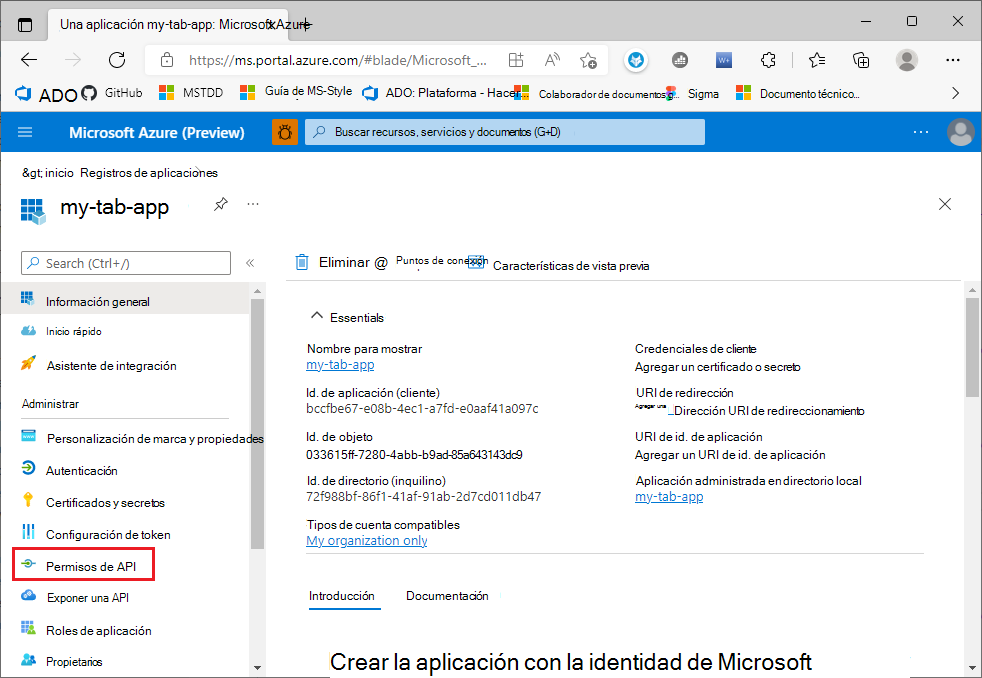 Una aplicación my-tab-app: Microsoft Azure
https://ms.portal.azure.com/#blade/Microsoft_...
ADO GitHub MSTDD Guía de MS-Style ADO: Plataforma - Hacer Colaborador de documentos Sigma Documento técnico...
Microsoft Azure (Preview) Buscar recursos, servicios y documentos (G+D)
&gt; inicio Registros de aplicaciones
my-tab-app
Search (Ctrl+/)
Eliminar @ Puntos de conexión Características de vista previa
Información general
Inicio rápido
Asistente de integración
Administrar
Personalización de marca y propiedades
Autenticación
Certificados y secretos
Configuración de token
Permisos de API
Exponer una API
Roles de aplicación
Propietarios
Essentials
Nombre para mostrar
my-tab-app
Id. de aplicación (cliente)
bccfbe67-e08b-4ec1-a7fd-e0aaf41a097c
Id. de objeto
033615ff-7280-4abb-b9ad-85a643143dc9
Id. de directorio (inquilino)
72f988bf-86f1-41af-91ab-2d7cd011db47
Tipos de cuenta compatibles
My organization only
Credenciales de cliente
Agregar un certificado o secreto
URI de redirección
Agregar una Dirección URI de redireccionamiento
URI de id. de aplicación
Agregar un URI de id. de aplicación
Aplicación administrada en directorio local
my-tab-app
Introducción Documentación
Crear la aplicación con la identidad de Microsoft